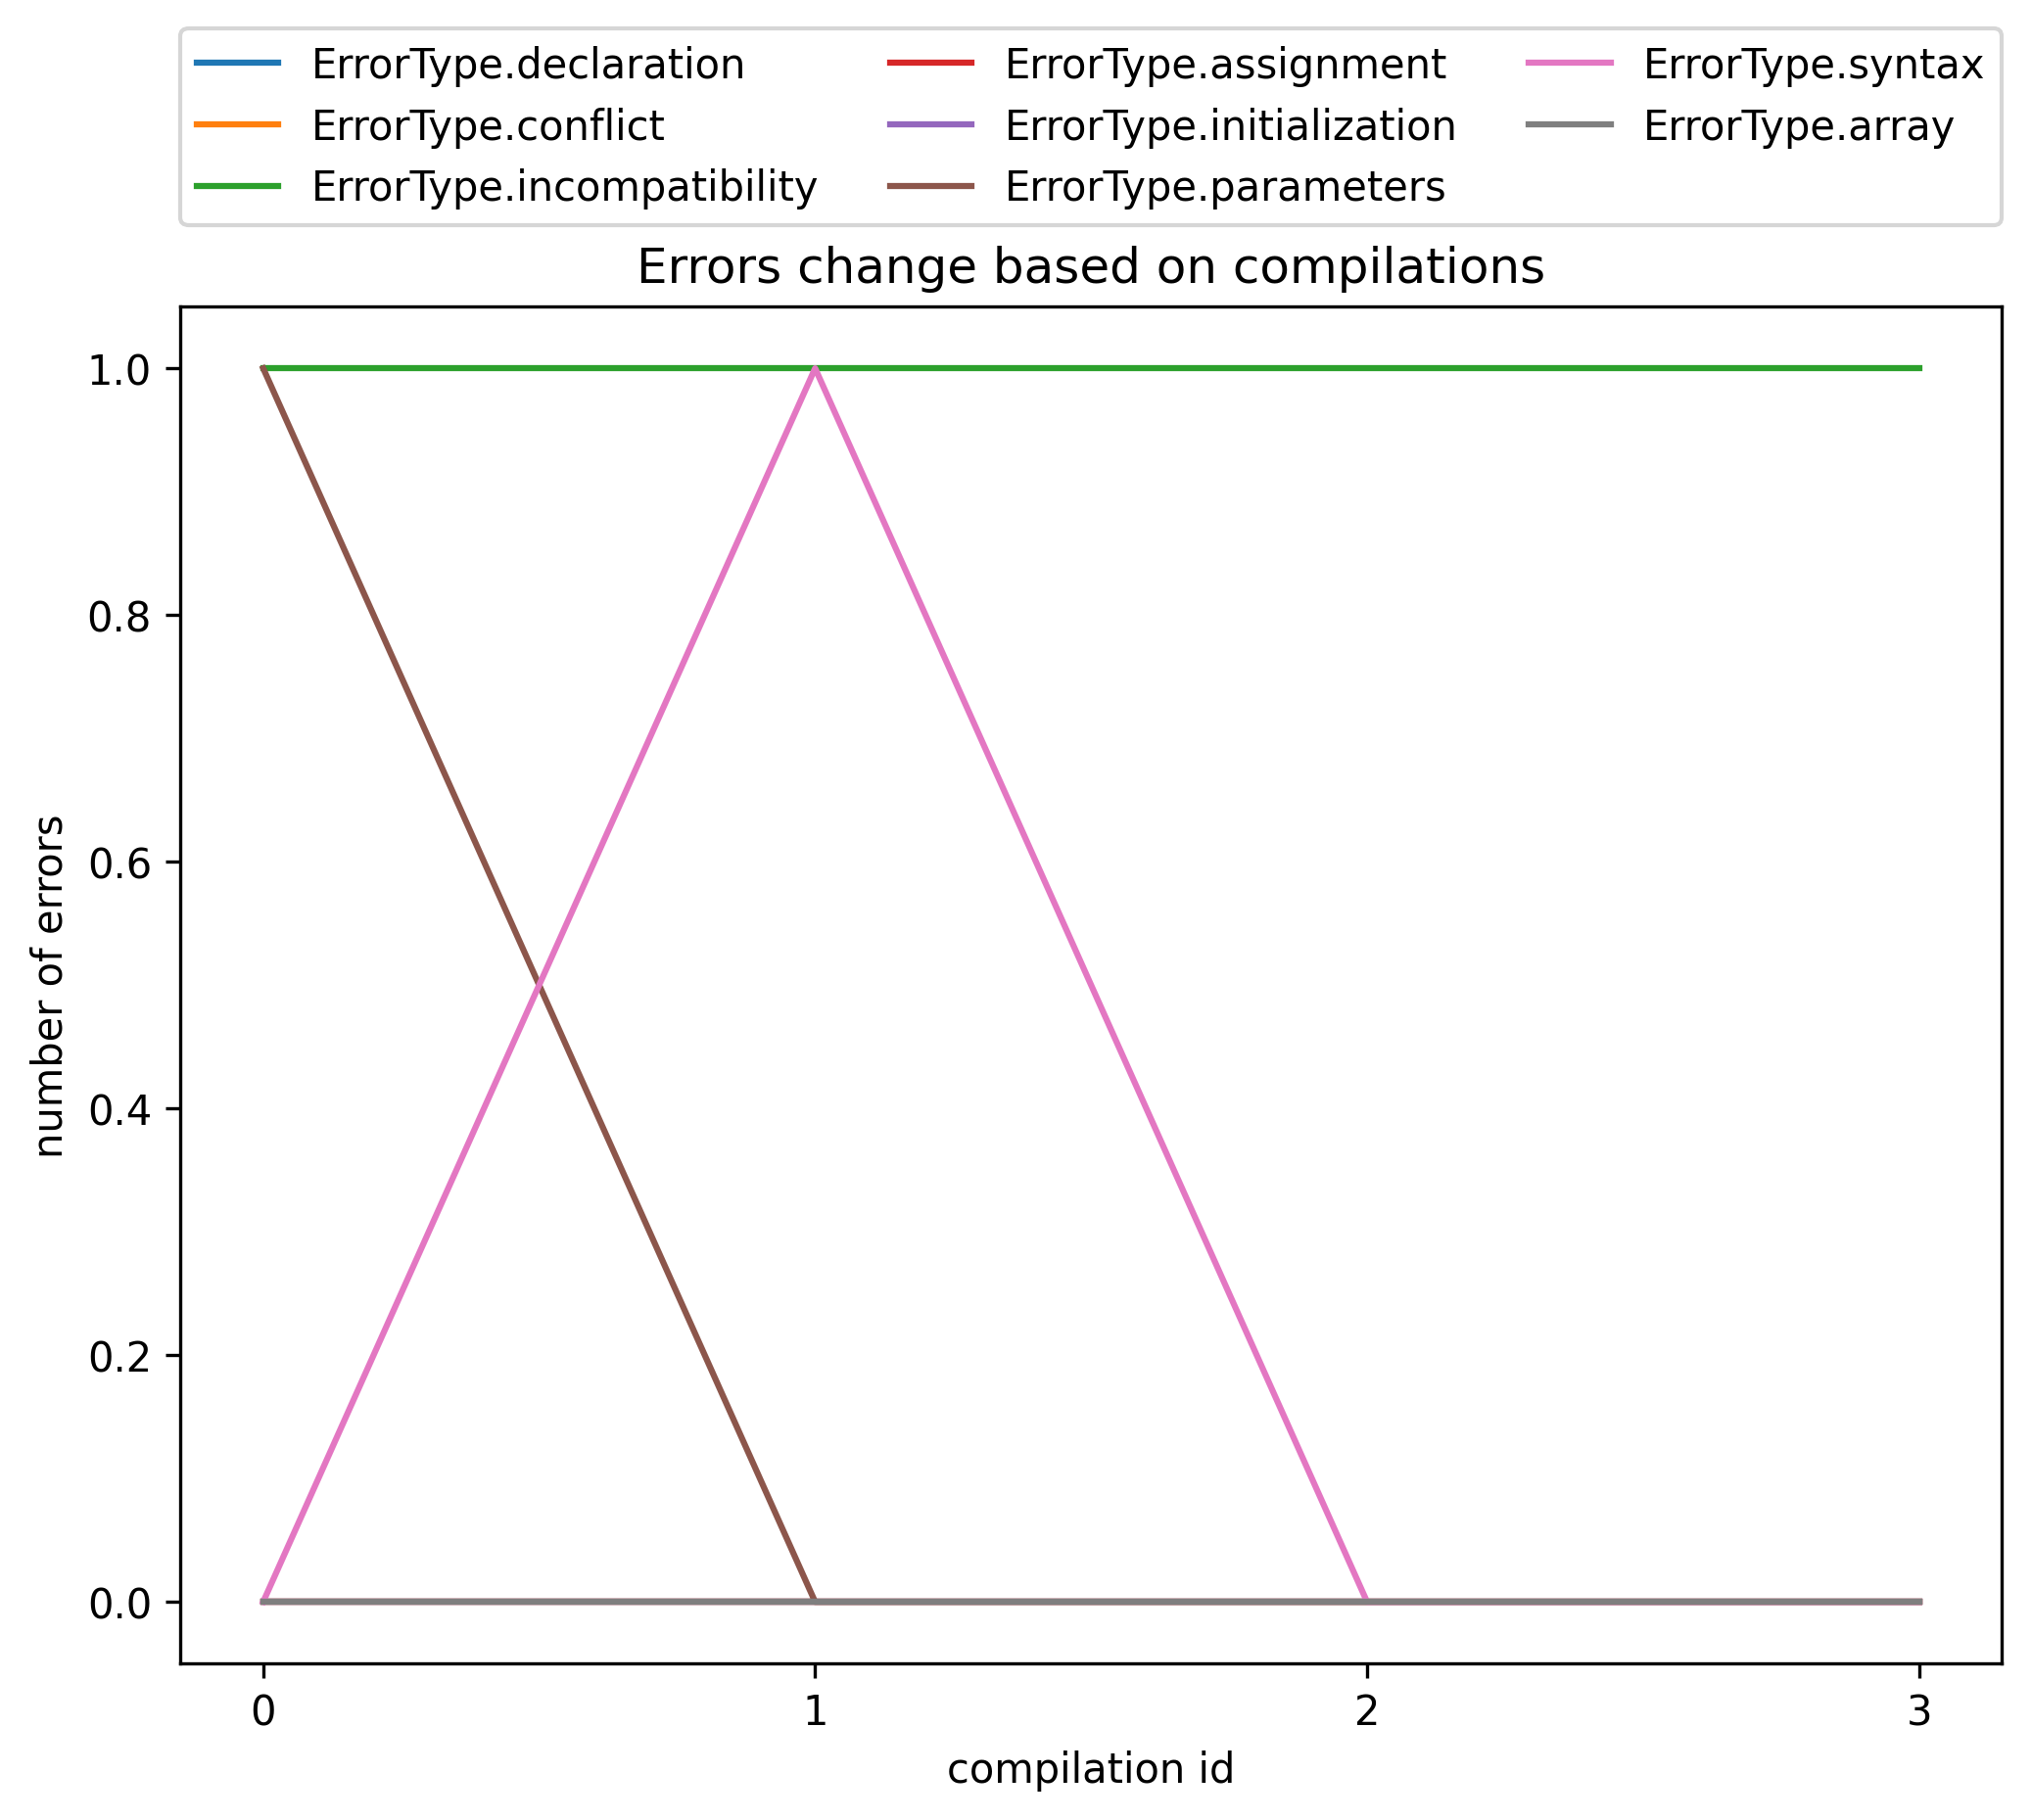 ErrorType.declaration
ErrorType.conflict
ErrorType.incompatibility
ErrorType.assignment
ErrorType.initialization
ErrorType.parameters
ErrorType.syntax
ErrorType.array
Errors change based on compilations
number of errors
1.0
0.8
0.6
0.4
0.2
0.0
0 1 2 3
compilation id